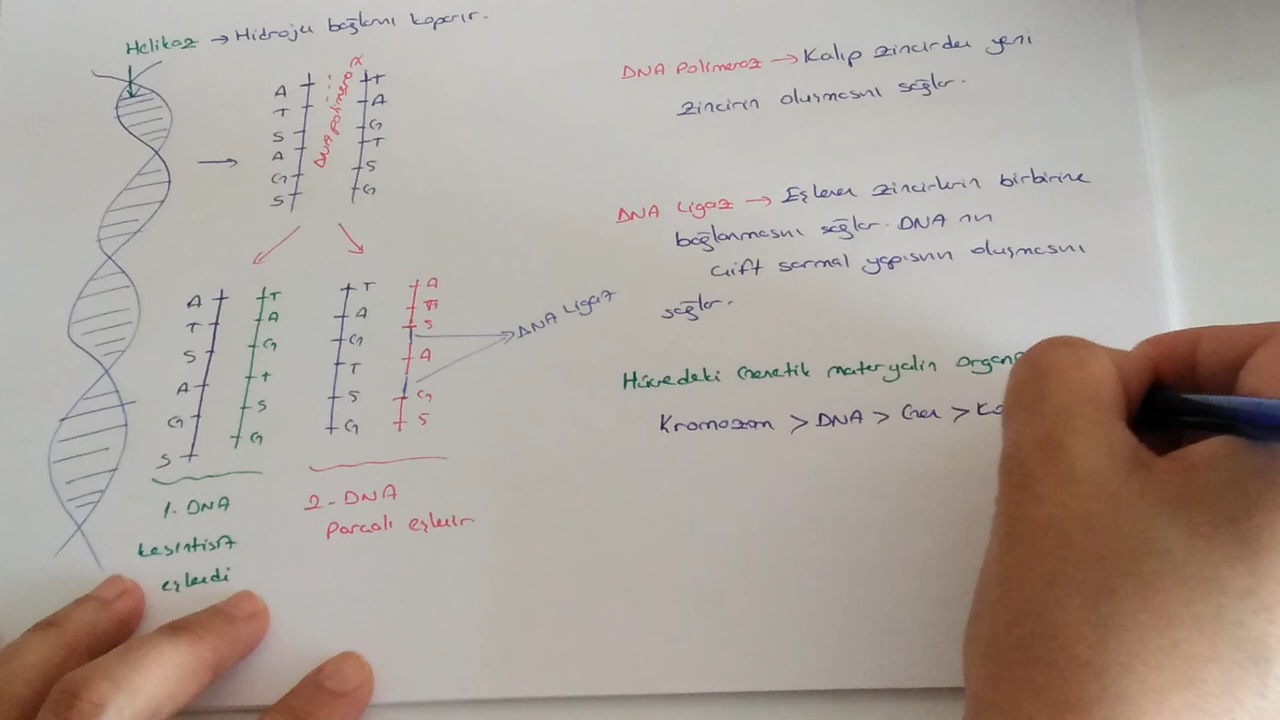 Helikaz → Hidrojen bağlarını koparır.
A
T
S
A
G
S
DNA Polimeraz
T
A
G
T
S
G
A
T
S
A
G
S
T
A
G
T
S
G
T
A
G
T
S
G
A
T
S
A
G
S
DNA Ligaz
1. DNA
kesintisiz
eşlendi
2. DNA
Parçalı eşlenir.
DNA Polimeraz → Kalıp zincirden yeni
zincirin oluşmasını sağlar.
DNA Ligaz → Eşlenen zincirlerin birbirine
bağlanmasını sağlar. DNA nın
çift sarmal yapısının oluşmasını
sağlar.
Hücredeki Genetik materyalin
Kromozom > DNA > Gen >